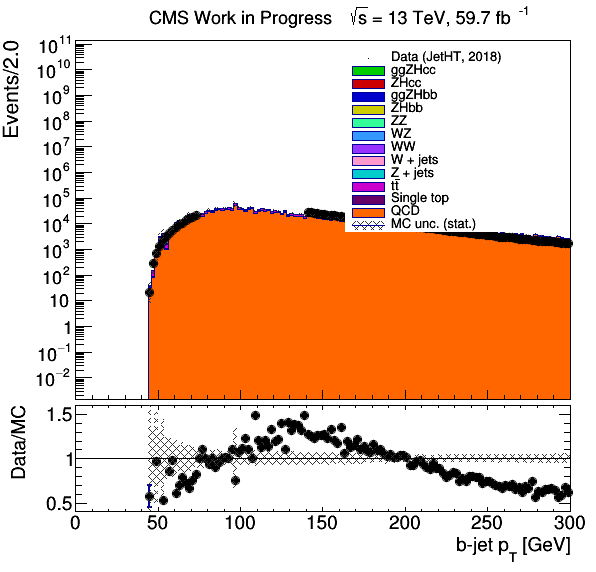 CMS Work in Progress √s = 13 TeV, 59.7 fb⁻¹
Events/2.0
10¹¹
10¹⁰
10⁹
10⁸
10⁷
10⁶
10⁵
10⁴
10³
10²
10
1
10⁻¹
10⁻²
Data (JetHT, 2018)
ggZHcc
ZHcc
ggZHbb
ZHbb
ZZ
WZ
WW
W + jets
Z + jets
tt̄
Single top
QCD
MC unc. (stat.)
Data/MC
1.5
1
0.5
0 50 100 150 200 250 300
b-jet p_T [GeV]